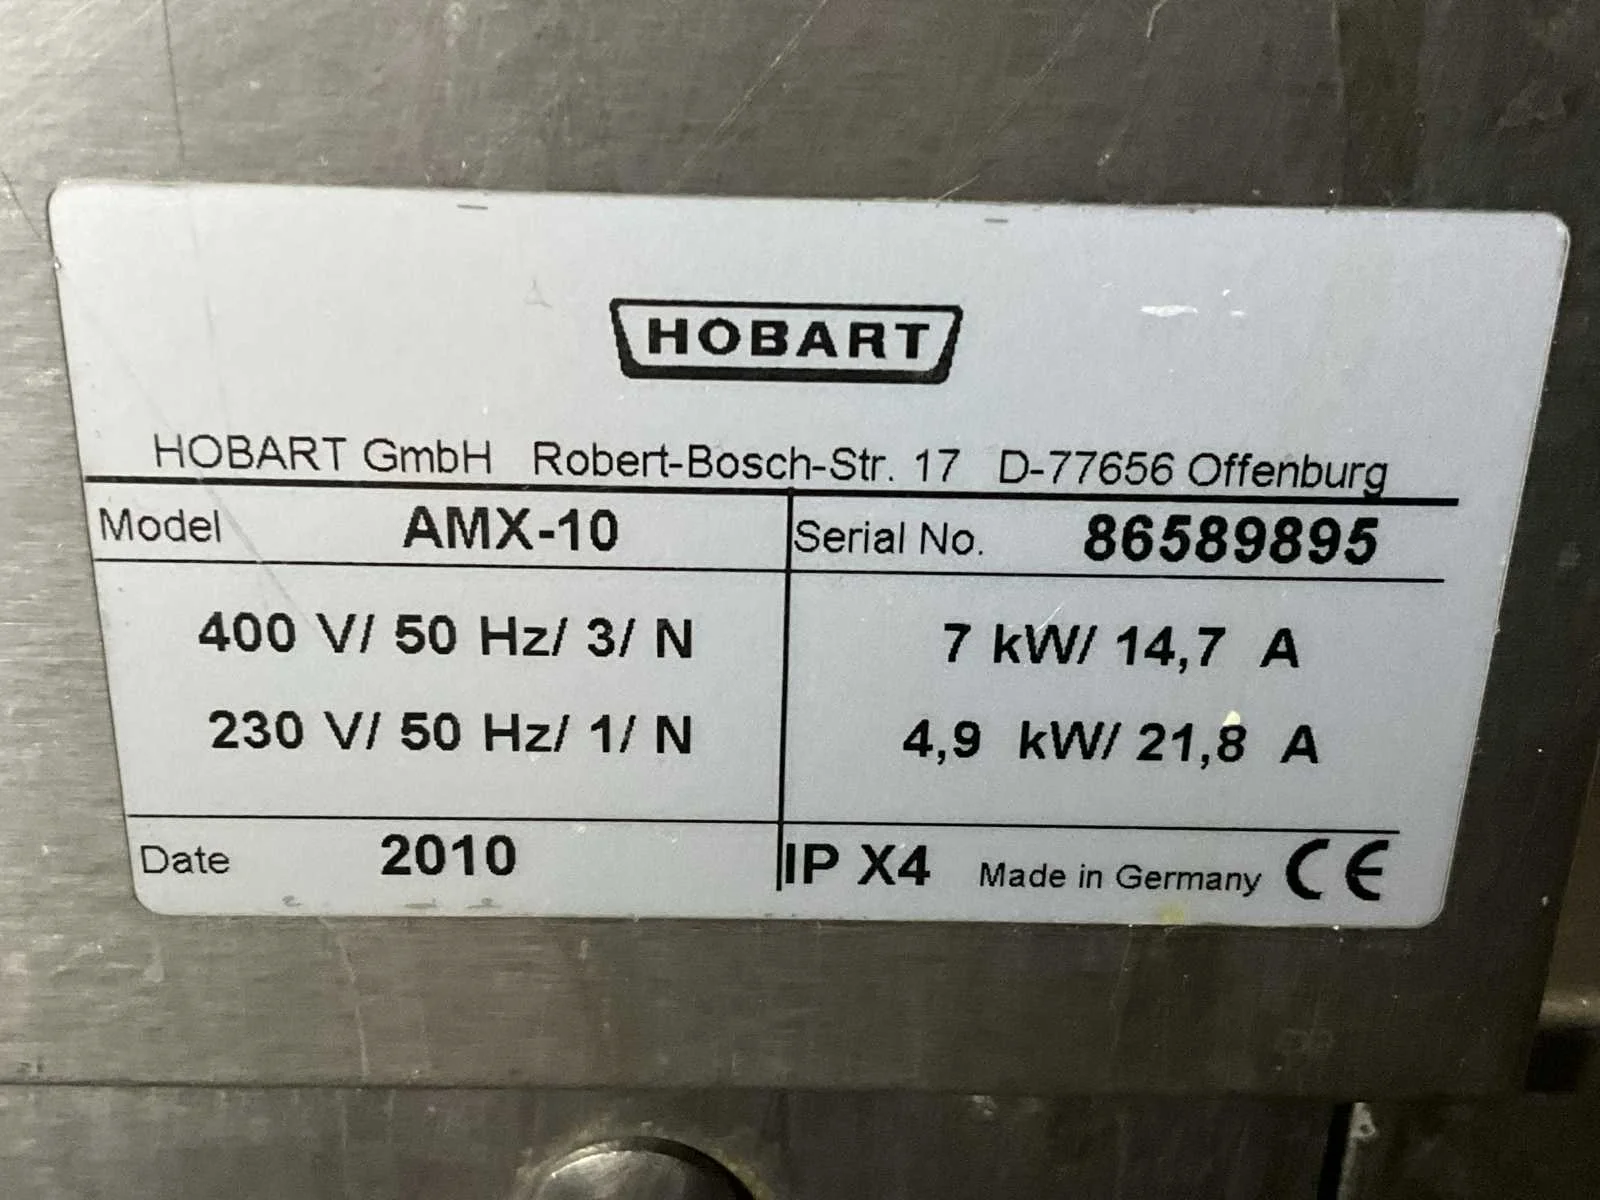 HOBART
HOBART GmbH Robert-Bosch-Str. 17 D-77656 Offenburg
Model AMX-10 Serial No. 86589895
400 V/ 50 Hz/ 3/ N 7 kW/ 14,7 A
230 V/ 50 Hz/ 1/ N 4,9 kW/ 21,8 A
Date 2010 IP X4 Made in Germany CE